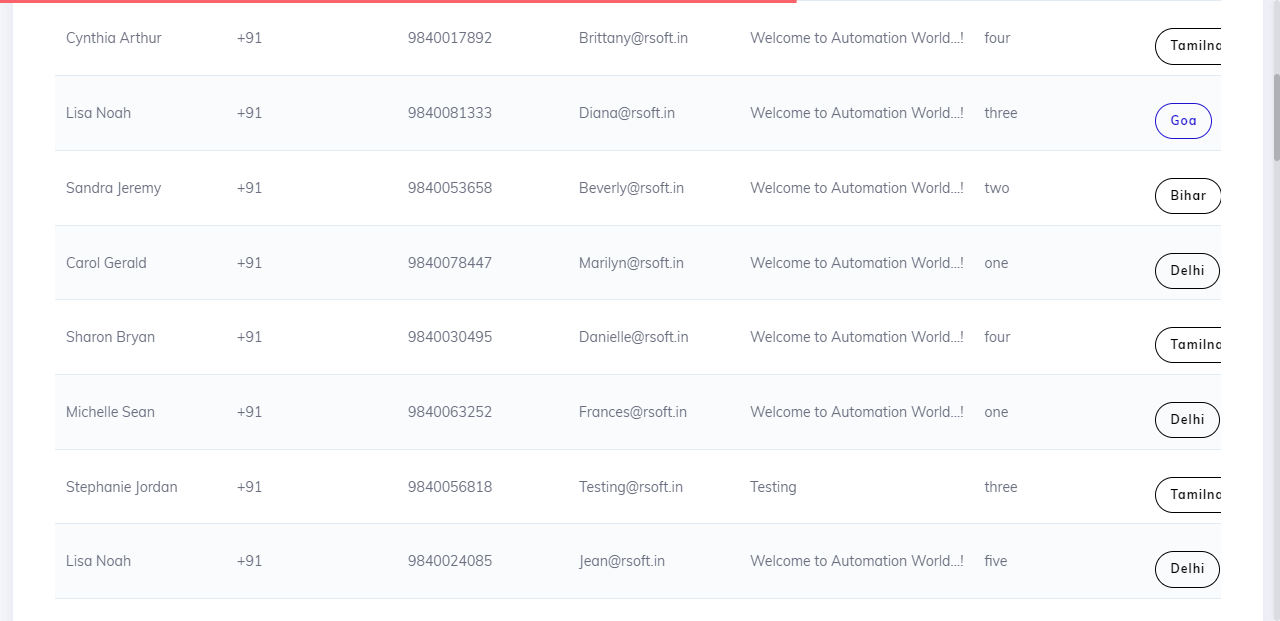 Cynthia Arthur +91 9840017892 Brittany@rsoft.in Welcome to Automation World...! four
Lisa Noah +91 9840081333 Diana@rsoft.in Welcome to Automation World...! three Goa
Sandra Jeremy +91 9840053658 Beverly@rsoft.in Welcome to Automation World...! two Bihar
Carol Gerald +91 9840078447 Marilyn@rsoft.in Welcome to Automation World...! one Delhi
Sharon Bryan +91 9840030495 Danielle@rsoft.in Welcome to Automation World...! four
Michelle Sean +91 9840063252 Frances@rsoft.in Welcome to Automation World...! one Delhi
Stephanie Jordan +91 9840056818 Testing@rsoft.in Testing three
Lisa Noah +91 9840024085 Jean@rsoft.in Welcome to Automation World...! five Delhi